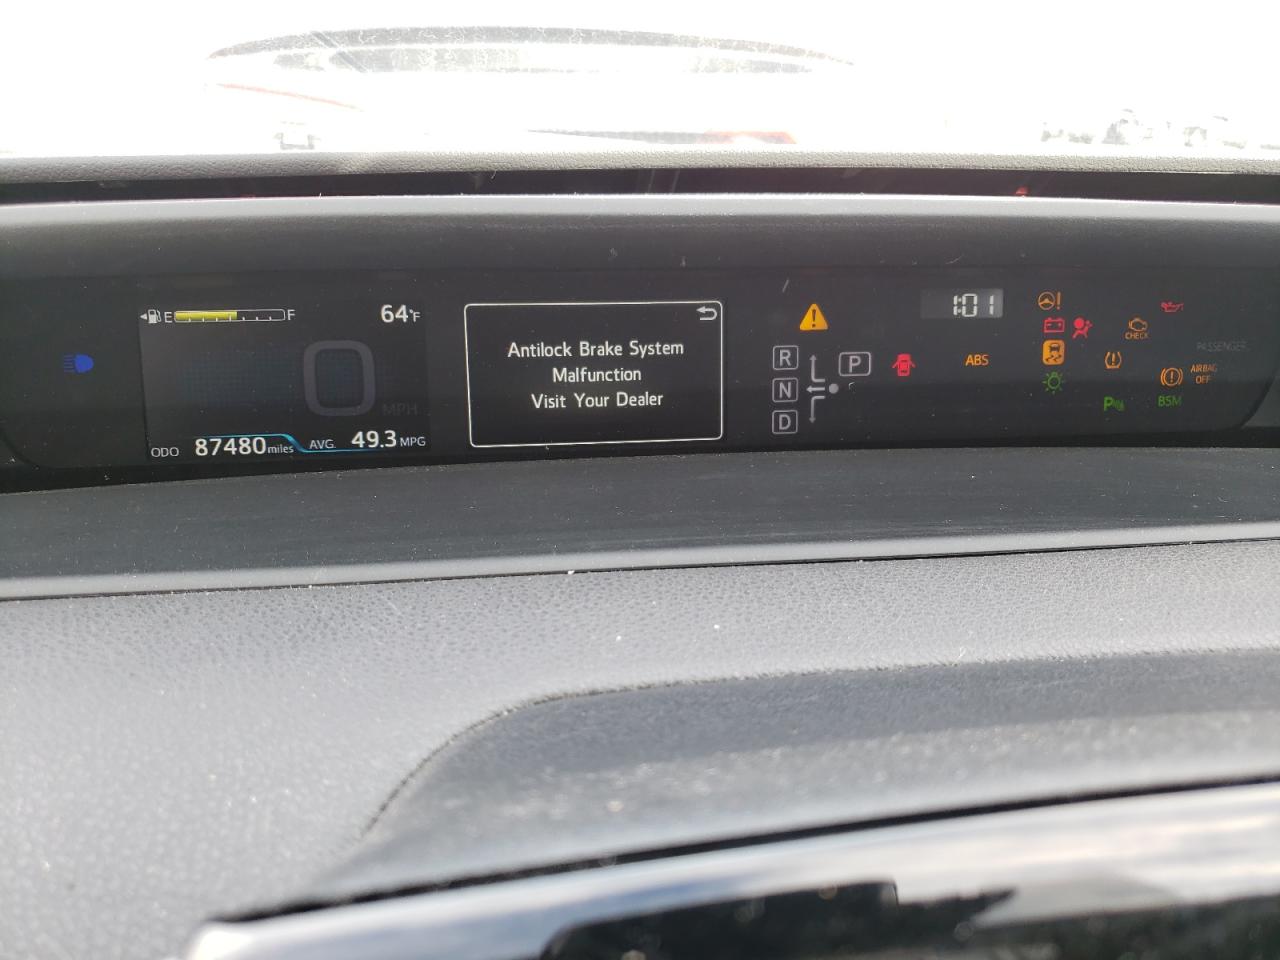 E F
64°F
0
MPH
ODO 87480 miles
AVG. 49.3 MPG
Antilock Brake System
Malfunction
Visit Your Dealer
R
N
D
P
ABS
1:01
CHECK
PASSENGER
AIRBAG
OFF
P
BSM